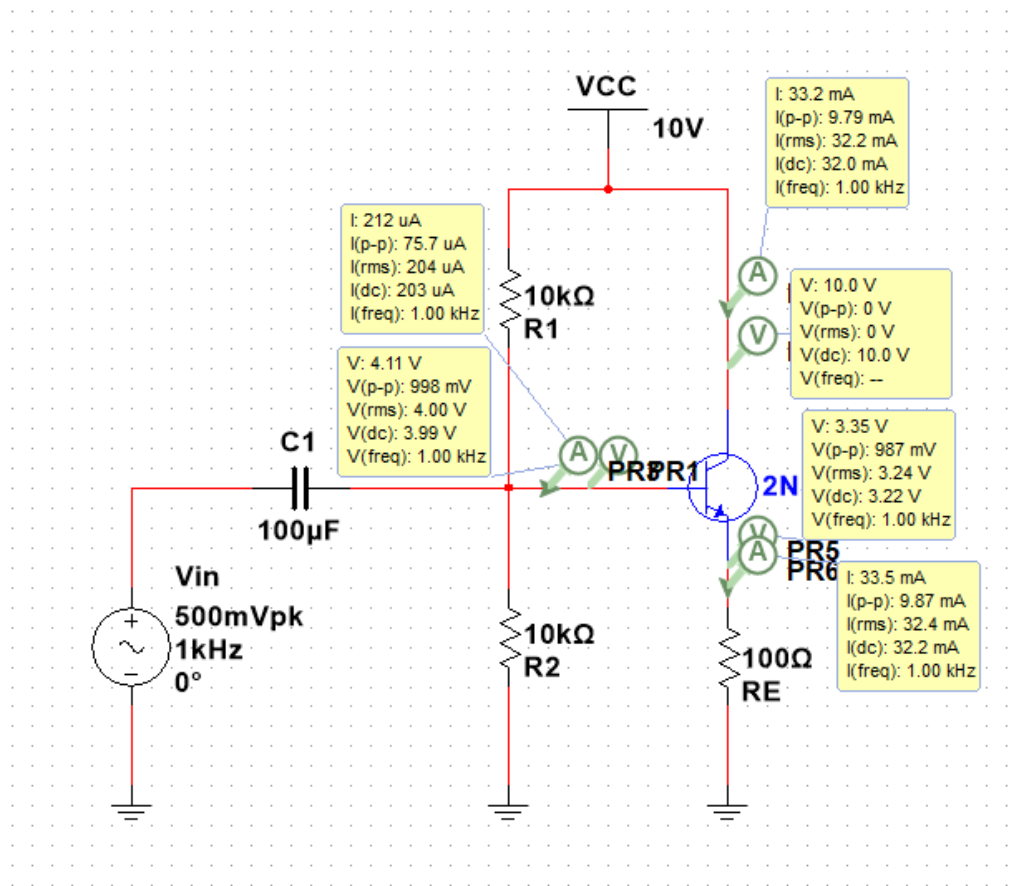 VCC
10V
I: 33.2 mA
I(p-p): 9.79 mA
I(rms): 32.2 mA
I(dc): 32.0 mA
I(freq): 1.00 kHz
I: 212 uA
I(p-p): 75.7 uA
I(rms): 204 uA
I(dc): 203 uA
I(freq): 1.00 kHz
10kΩ
R1
A
V
V: 10.0 V
V(p-p): 0 V
V(rms): 0 V
V(dc): 10.0 V
V(freq): --
V: 4.11 V
V(p-p): 998 mV
V(rms): 4.00 V
V(dc): 3.99 V
V(freq): 1.00 kHz
V: 3.35 V
V(p-p): 987 mV
V(rms): 3.24 V
V(dc): 3.22 V
V(freq): 1.00 kHz
C1
100µF
A
V
PR1
2N
V
A
PR5
PR6
I: 33.5 mA
I(p-p): 9.87 mA
I(rms): 32.4 mA
I(dc): 32.2 mA
I(freq): 1.00 kHz
Vin
500mVpk
1kHz
0°
10kΩ
R2
100Ω
RE